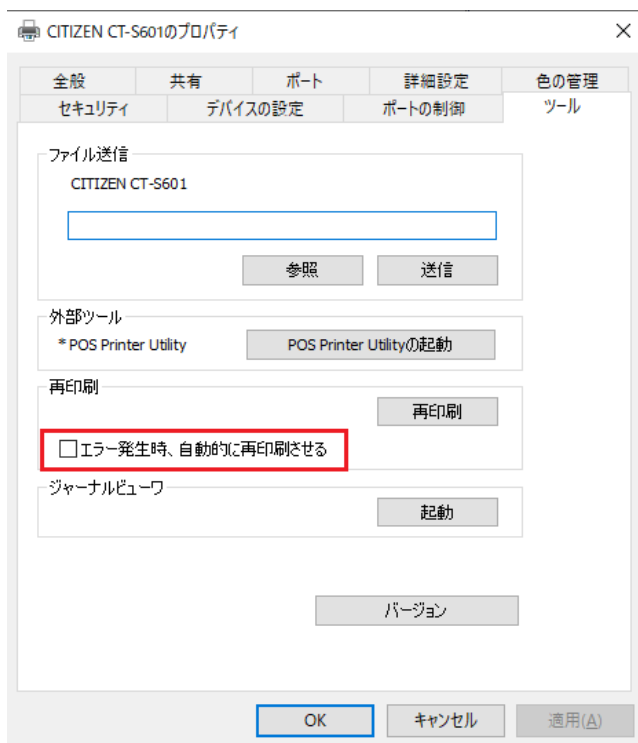 CITIZEN CT-S601のプロパティ
全般 共有 ポート 詳細設定 色の管理
セキュリティ デバイスの設定 ポートの制御 ツール
ファイル送信
CITIZEN CT-S601
参照 送信
外部ツール
*POS Printer Utility POS Printer Utilityの起動
再印刷
再印刷
エラー発生時、自動的に再印刷させる
ジャーナルビューワ
起動
バージョン
OK キャンセル 適用(A)